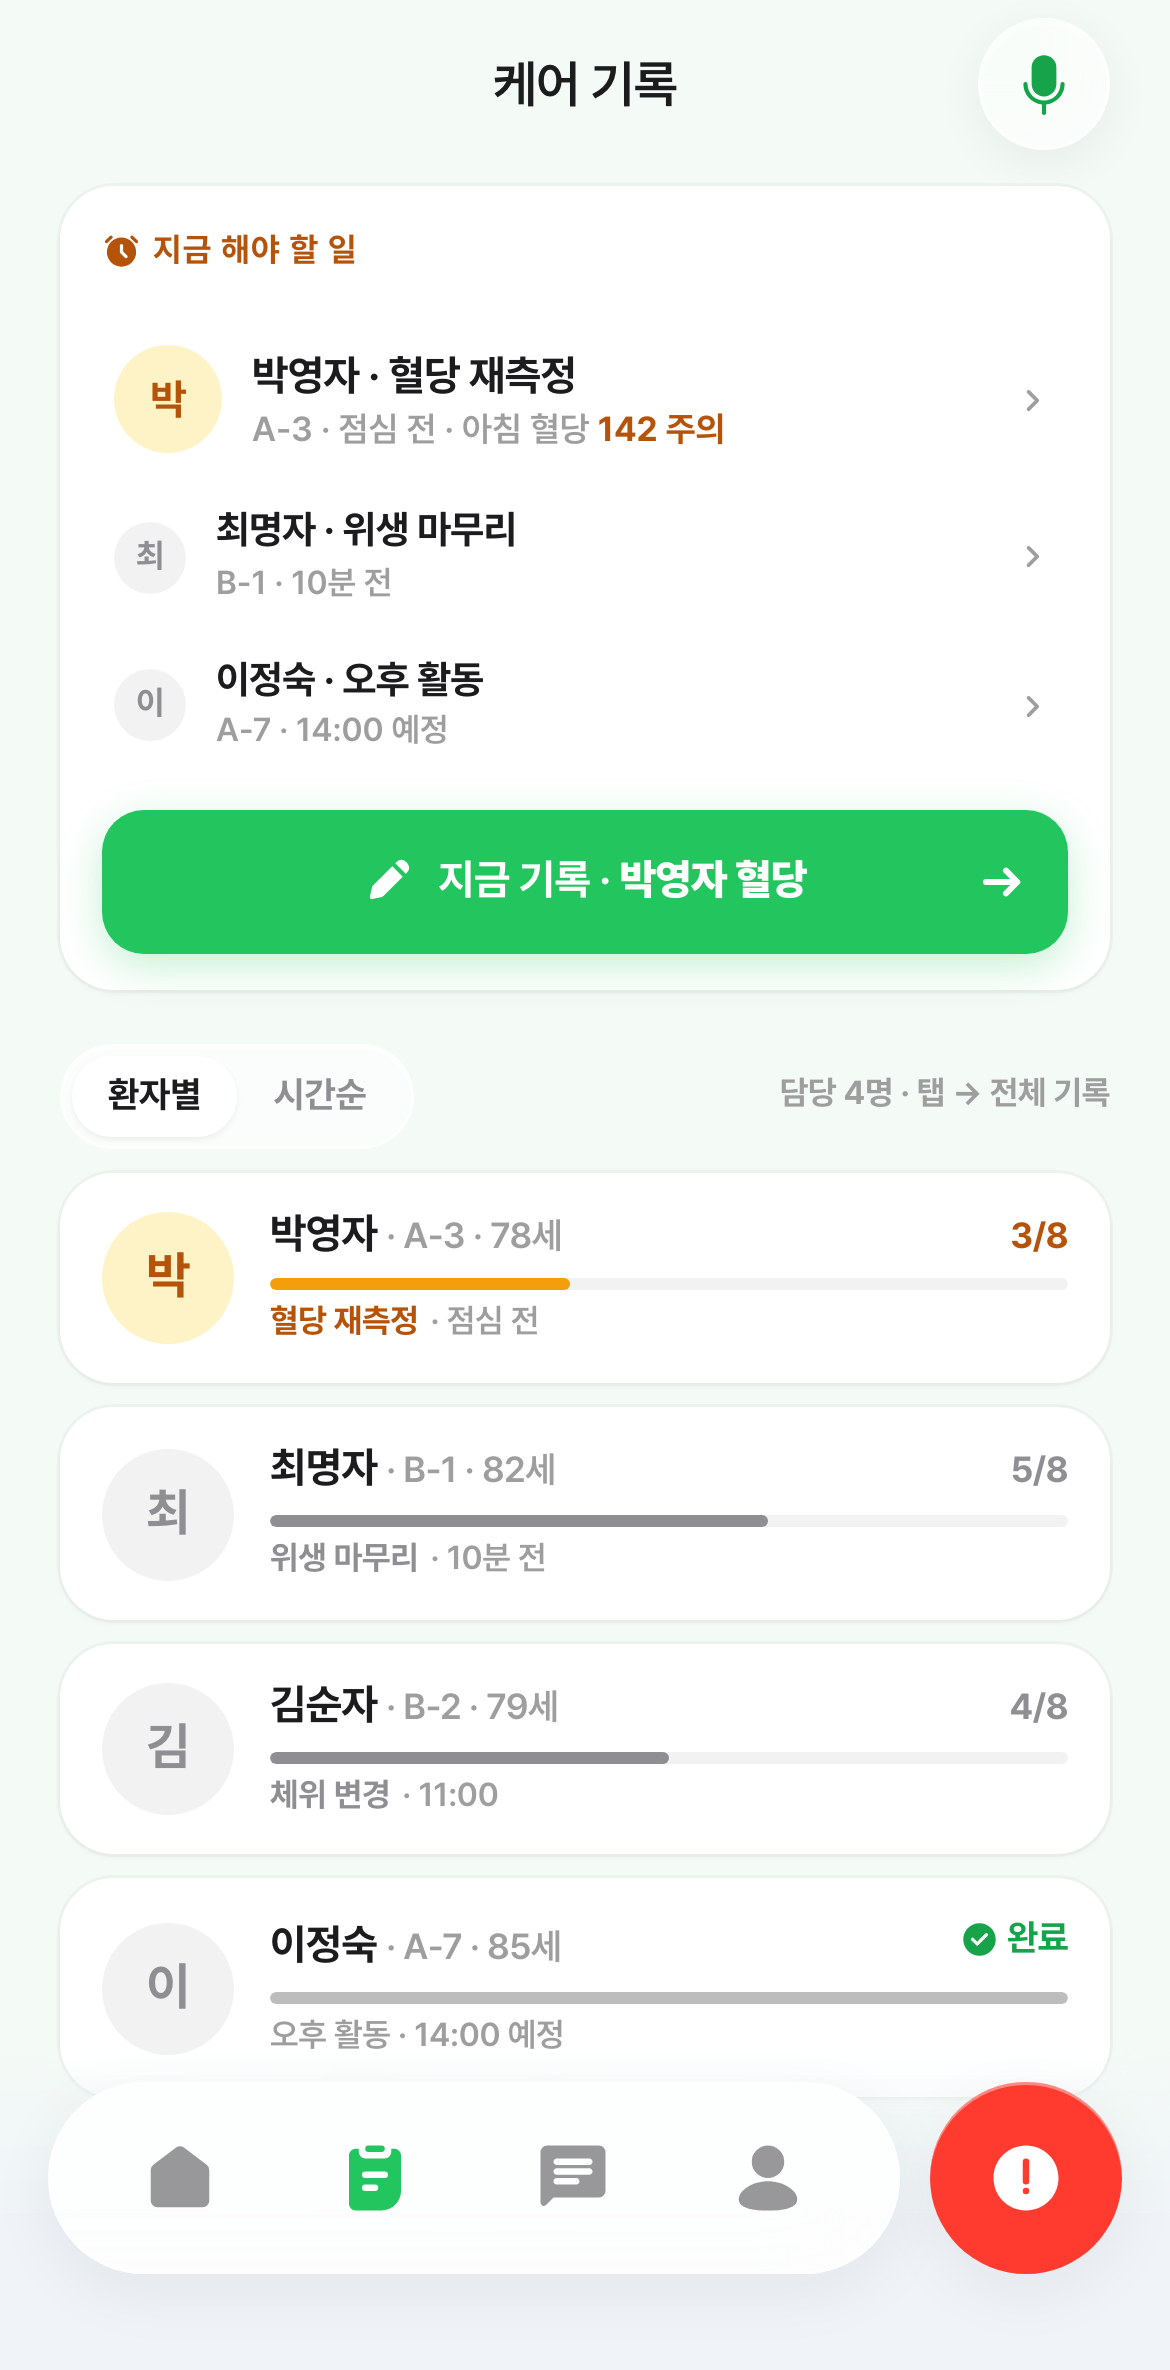 케어 기록
지금 해야 할 일
박
박영자 · 혈당 재측정
A-3 · 점심 전 · 아침 혈당 142 주의
최
최명자 · 위생 마무리
B-1 · 10분 전
이
이정숙 · 오후 활동
A-7 · 14:00 예정
지금 기록 · 박영자 혈당 →
환자별 시간순 담당 4명 · 탭 → 전체 기록
박
박영자 · A-3 · 78세 3/8
혈당 재측정 · 점심 전
최
최명자 · B-1 · 82세 5/8
위생 마무리 · 10분 전
김
김순자 · B-2 · 79세 4/8
체위 변경 · 11:00
이
이정숙 · A-7 · 85세 완료
오후 활동 · 14:00 예정